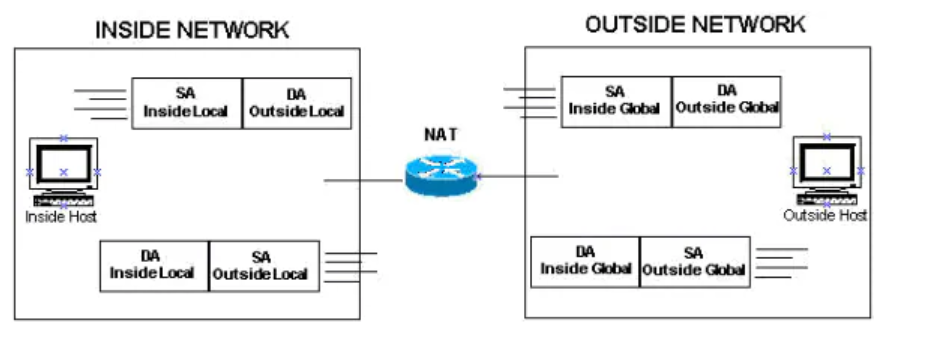 INSIDE NETWORK
OUTSIDE NETWORK
SA
Inside Local
DA
Outside Local
SA
Inside Global
DA
Outside Global
NAT
Inside Host
Outside Host
DA
Inside Local
SA
Outside Local
DA
Inside Global
SA
Outside Global